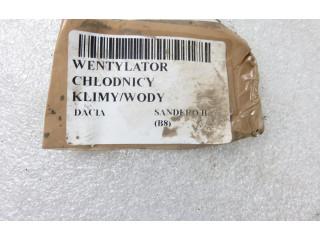 WENTYLATOR
CHLODNICY
KLIMY/WODY
DACIA SANDERO II
(B8)